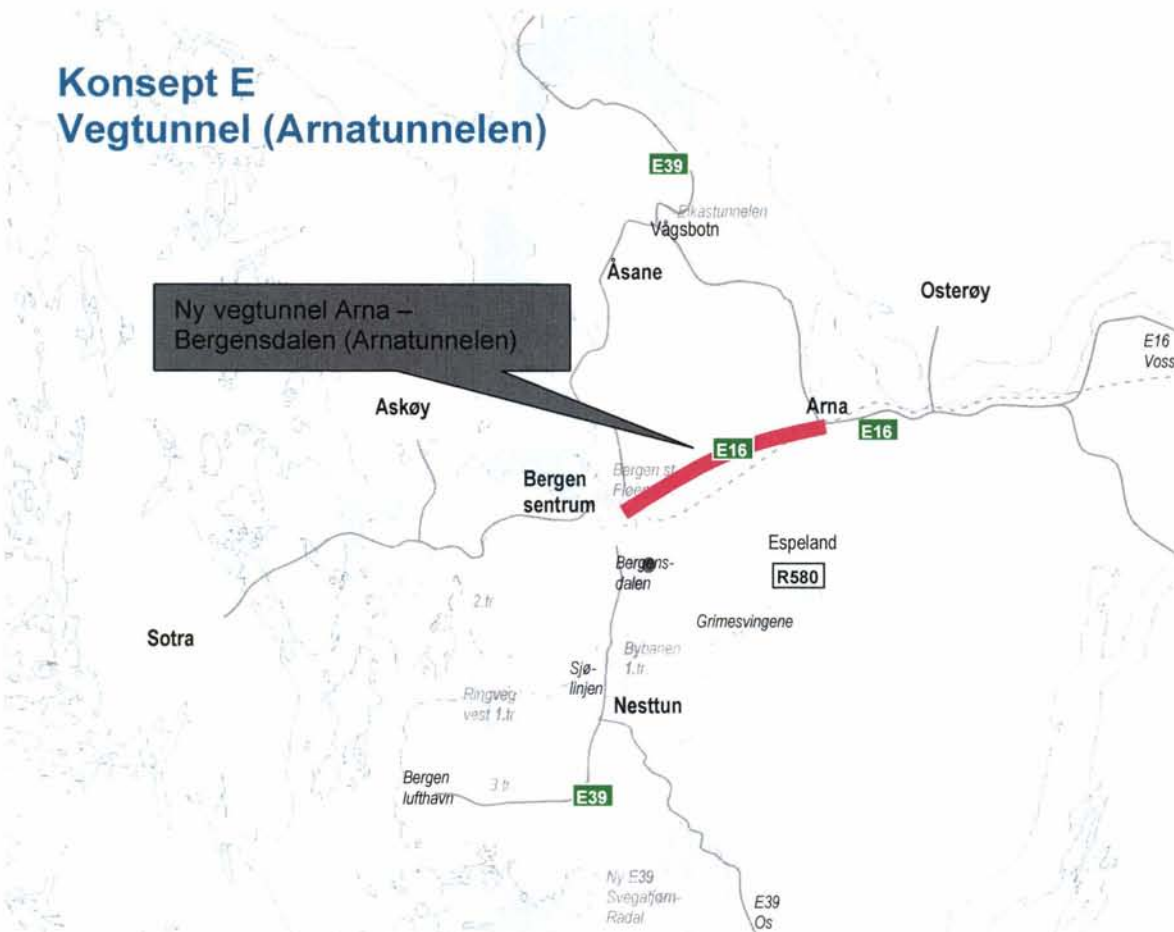 Konsept E
Vegtunnel (Arnatunnelen)
E39
Eikastunnelen
Vågsbotn
Åsane
Osterøy
Ny vegtunnel Arna –
Bergensdalen (Arnatunnelen)
E16
Voss
Askøy
Arna
E16
E16
Bergen st.
Bergen
sentrum
Espeland
Bergens-
dalen
R580
2.tr
Grimesvingene
Sotra
Bybanen
1.tr.
Sjø-
linjen
Ringveg
vest 1.tr
Nesttun
Bergen
lufthavn
3.tr
E39
Ny E39
Svegatjørn-
Rådal
E39
Os